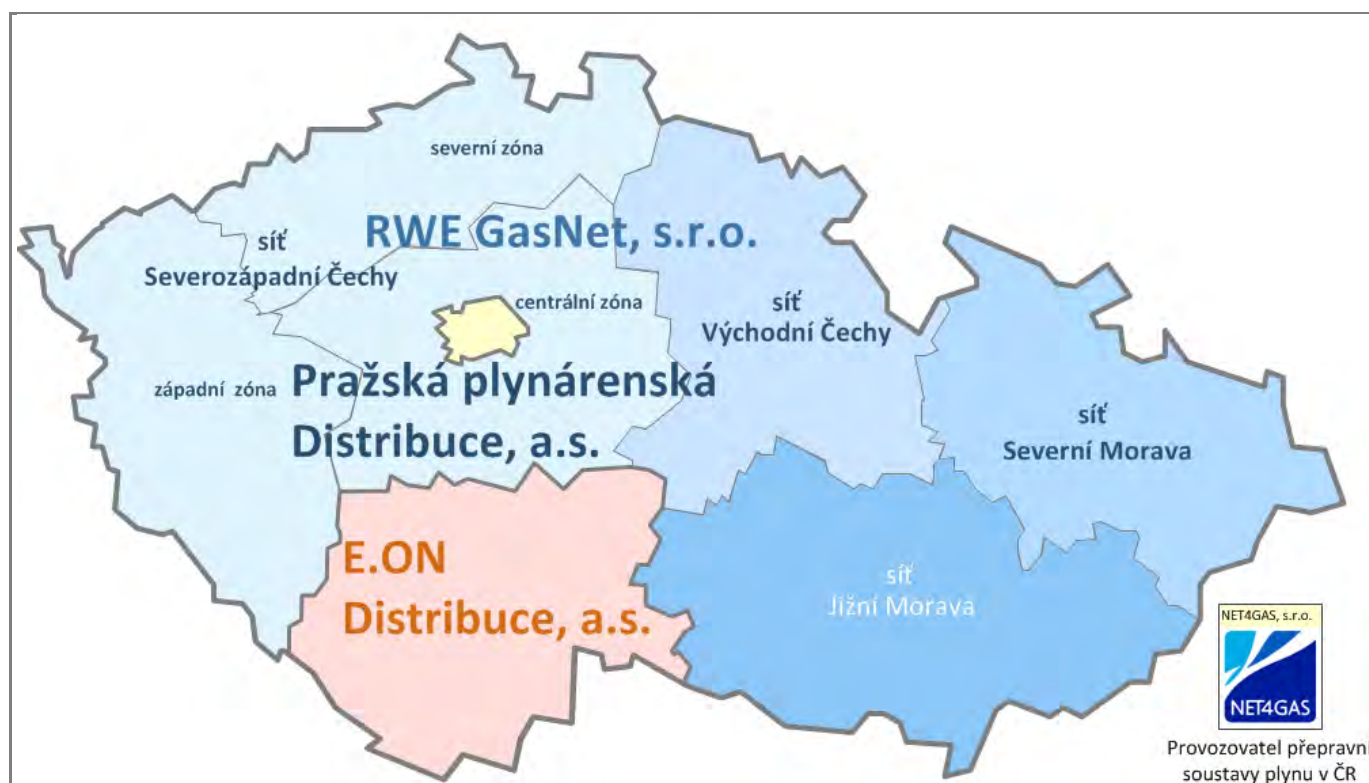 severní zóna
RWE GasNet, s.r.o.
síť
Severozápadní Čechy
centrální zóna
síť
Východní Čechy
západní zóna
Pražská plynárenská
Distribuce, a.s.
síť
Severní Morava
E.ON
Distribuce, a.s.
síť
Jižní Morava
NET4GAS, s.r.o.
NET4GAS
Provozovatel přepravní
soustavy plynu v ČR